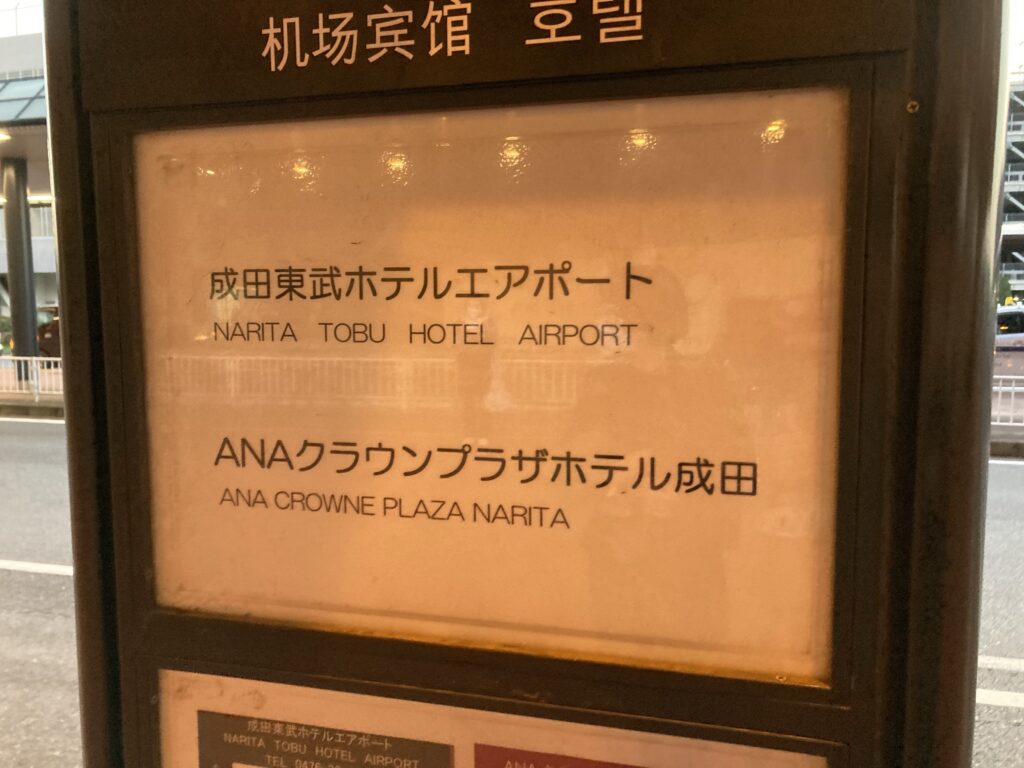 机场宾馆 호텔
成田東武ホテルエアポート
NARITA TOBU HOTEL AIRPORT
ANAクラウンプラザホテル成田
ANA CROWNE PLAZA NARITA
成田東武ホテルエアポート
NARITA TOBU HOTEL AIRPORT
TEL 0476
ANA